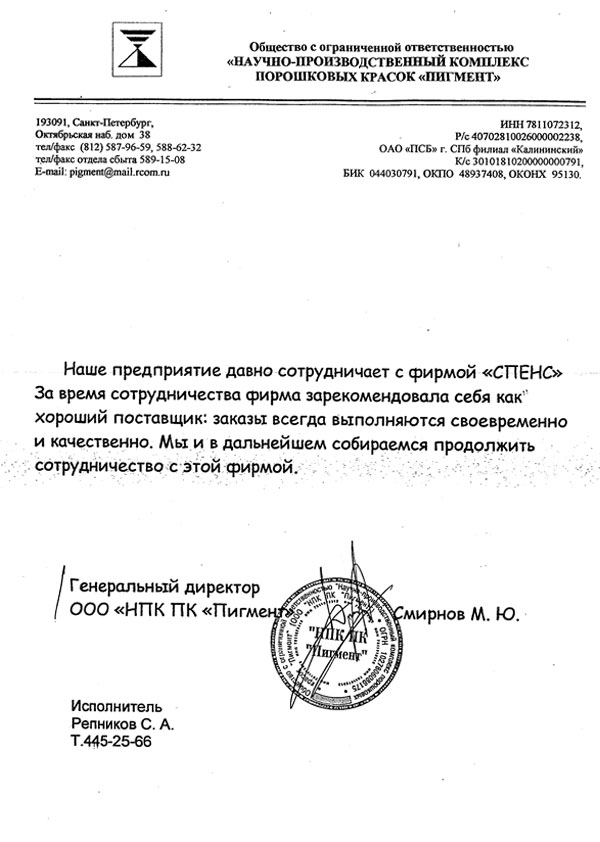 Общество с ограниченной ответственностью
«НАУЧНО-ПРОИЗВОДСТВЕННЫЙ КОМПЛЕКС
ПОРОШКОВЫХ КРАСОК «ПИГМЕНТ»
193091, Санкт-Петербург,
Октябрьская наб. дом 38
тел/факс (812) 587-96-59, 588-62-32
тел/факс отдела сбыта 589-15-08
E-mail: pigment@mail.rcom.ru
ИНН 7811072312,
Р/с 40702810026000002238,
ОАО «ПСБ» г. СПб филиал «Калининский»
К/с 30101810200000000791,
БИК 044030791, ОКПО 48937408, ОКОНХ 95130.
Наше предприятие давно сотрудничает с фирмой «СПЕНС»
За время сотрудничества фирма зарекомендовала себя как
хороший поставщик: заказы всегда выполняются своевременно
и качественно. Мы и в дальнейшем собираемся продолжить
сотрудничество с этой фирмой.
Генеральный директор
ООО «НПК ПК «Пигмент» Смирнов М. Ю.
"НПК ПК
"Пигмент"
Исполнитель
Репников С. А.
Т.445-25-66